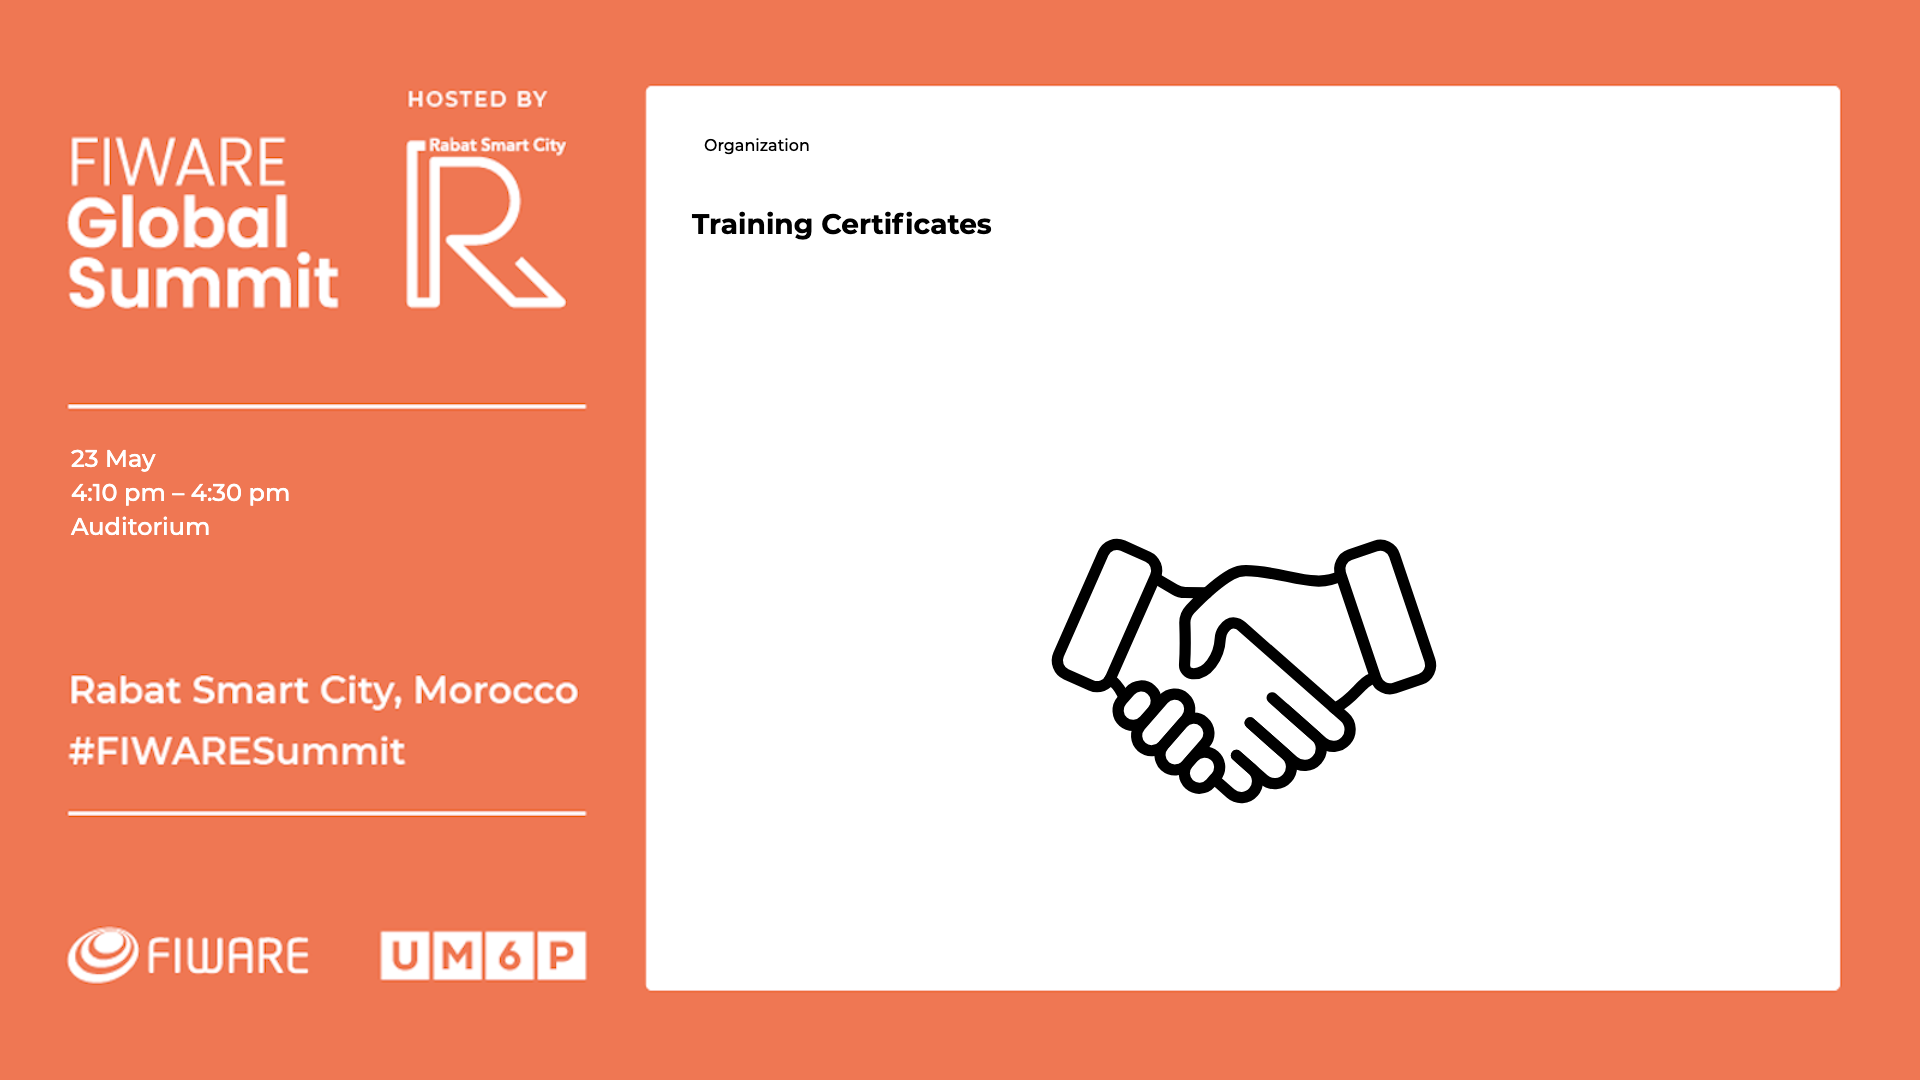 HOSTED BY
FIWARE
Global
Summit
Rabat Smart City
R
23 May
4:10 pm – 4:30 pm
Auditorium
Rabat Smart City, Morocco
#FIWARESummit
FIWARE
UM6P
Organization
Training Certificates